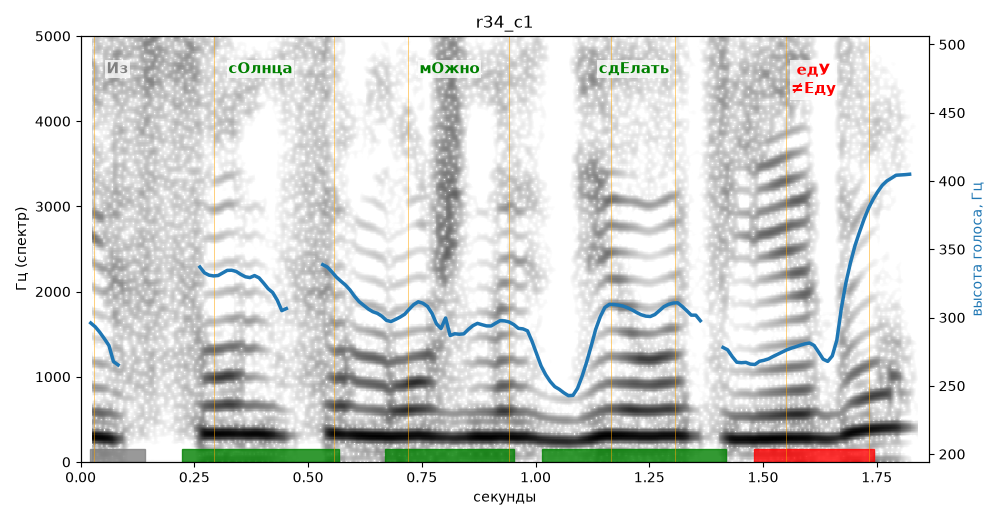 r34_c1
Из
сОлнца
мОжно
сдЕлать
едУ
≠Еду
Гц (спектр)
5000
4000
3000
2000
1000
0
500
450
400
350
300
250
200
высота голоса, Гц
0.00 0.25 0.50 0.75 1.00 1.25 1.50 1.75
секунды